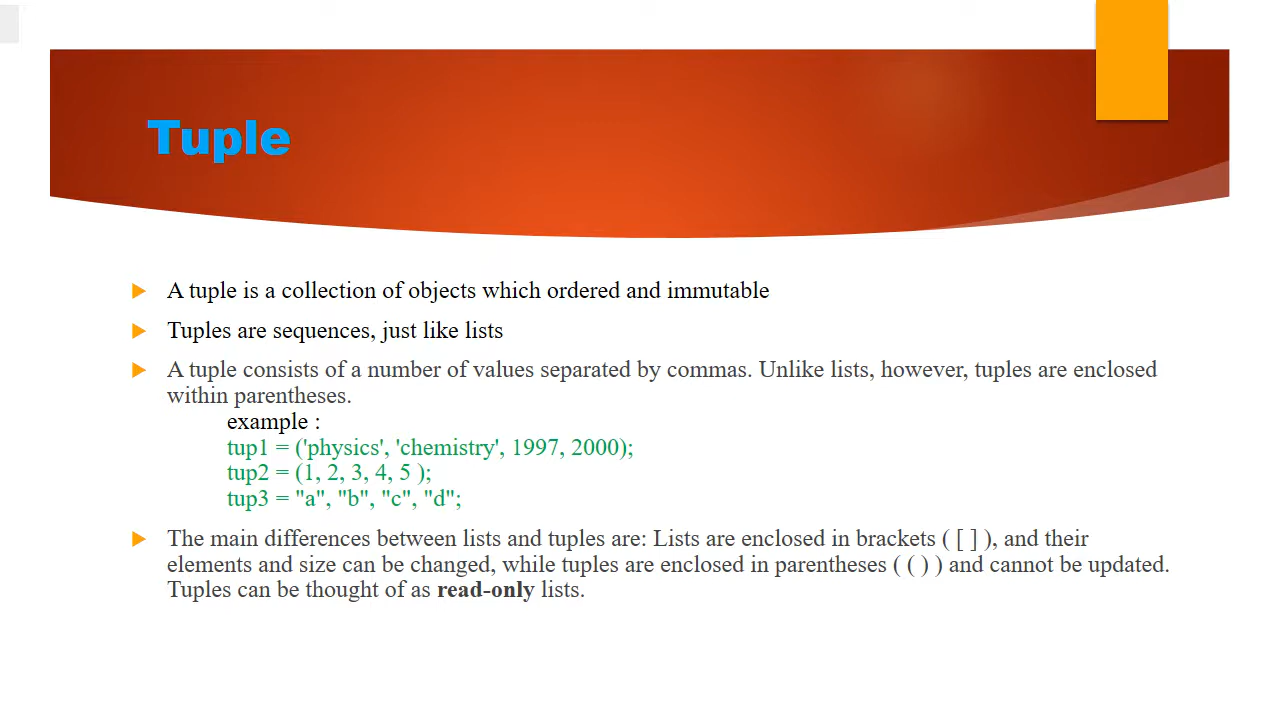 Tuple
A tuple is a collection of objects which ordered and immutable
Tuples are sequences, just like lists
A tuple consists of a number of values separated by commas. Unlike lists, however, tuples are enclosed
within parentheses.
example :
tup1 = ('physics', 'chemistry', 1997, 2000);
tup2 = (1, 2, 3, 4, 5 );
tup3 = "a", "b", "c", "d";
The main differences between lists and tuples are: Lists are enclosed in brackets ( [ ] ), and their
elements and size can be changed, while tuples are enclosed in parentheses ( ( ) ) and cannot be updated.
Tuples can be thought of as read-only lists.